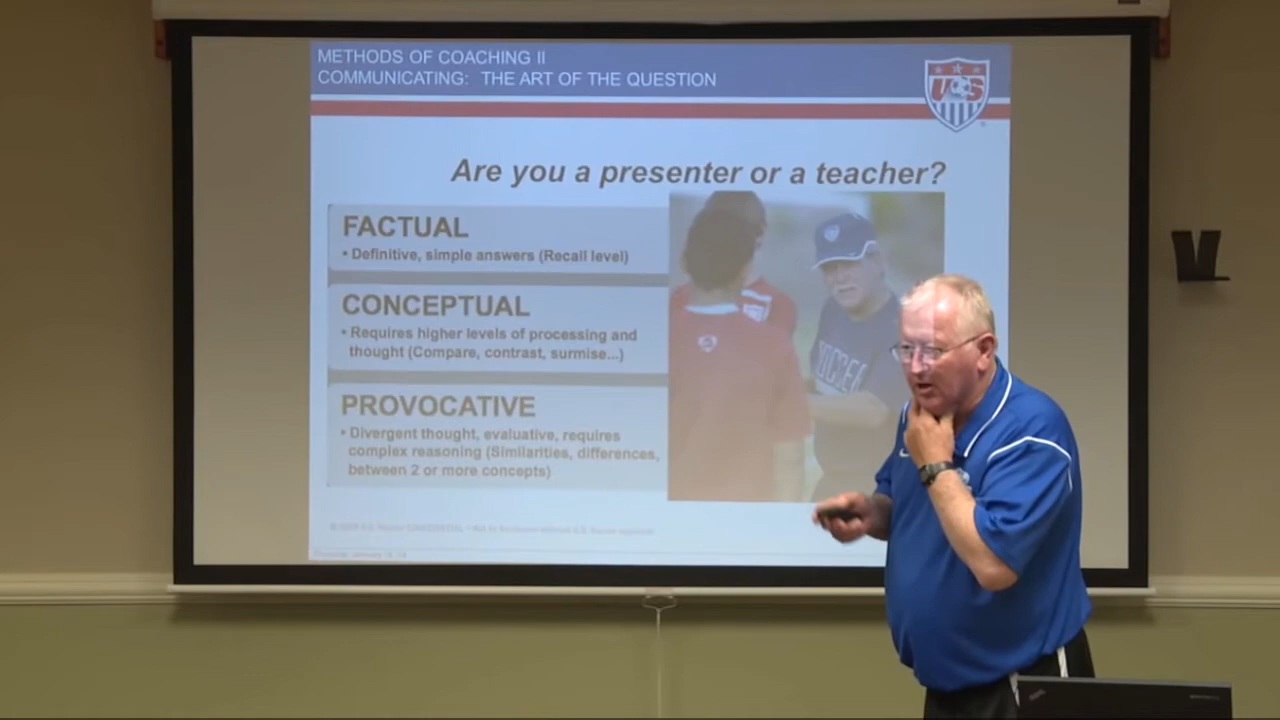 METHODS OF COACHING II
COMMUNICATING: THE ART OF THE QUESTION
US
Are you a presenter or a teacher?
FACTUAL
• Definitive, simple answers (Recall level)
CONCEPTUAL
• Requires higher levels of processing and
thought (Compare, contrast, surmise...)
PROVOCATIVE
• Divergent thought, evaluative, requires
complex reasoning (Similarities, differences,
between 2 or more concepts)